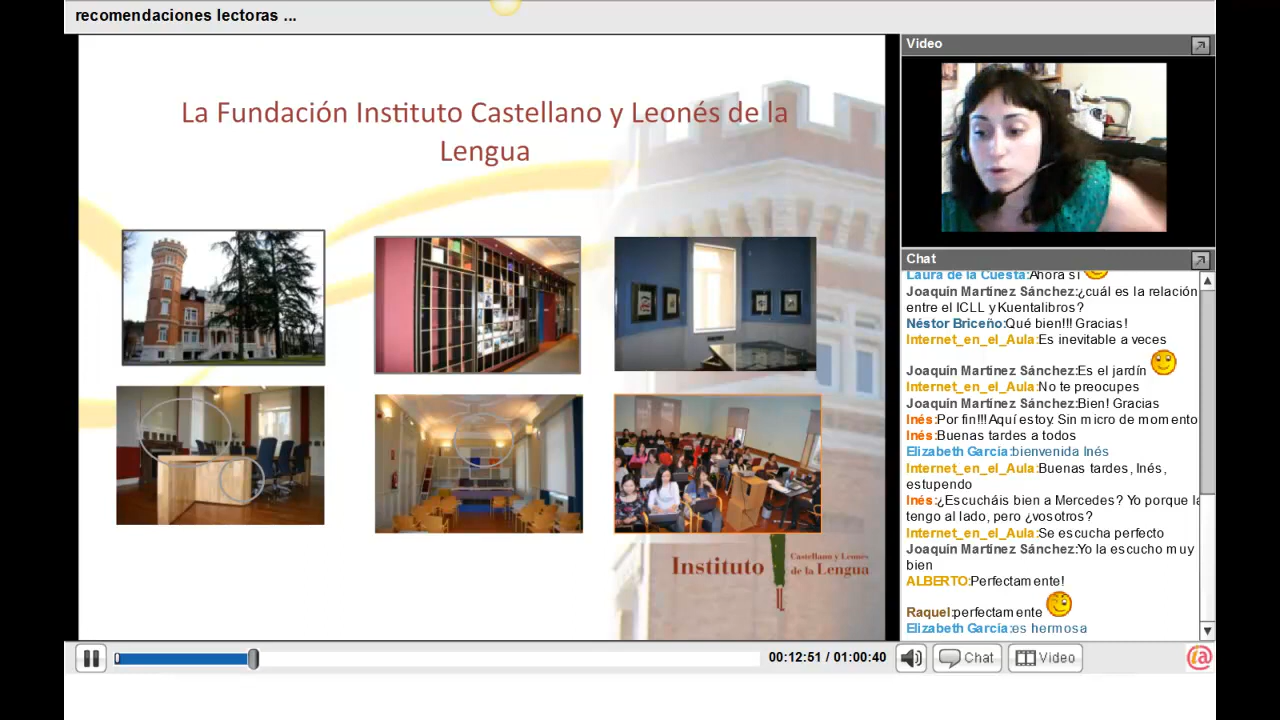 recomendaciones lectoras ...
La Fundación Instituto Castellano y Leonés de la
Lengua
Instituto
Castellano y Leonés
de la Lengua
Video
Chat
Laura de la Cuesta:Ahora sí
Joaquín Martinez Sánchez:¿cuál es la relación
entre el ICLL y Kuentalibros?
Néstor Briceño:Qué bien!!! Gracias!
Internet_en_el_Aula:Es inevitable a veces
Joaquín Martinez Sánchez:Es el jardín
Internet_en_el_Aula:No te preocupes
Joaquín Martinez Sánchez:Bien! Gracias
Inés:Por fin!!! Aquí estoy. Sin micro de momento
Inés:Buenas tardes a todos
Elizabeth García:bienvenida Inés
Internet_en_el_Aula:Buenas tardes, Inés,
estupendo
Inés:¿Escucháis bien a Mercedes? Yo porque la
tengo al lado, pero ¿vosotros?
Internet_en_el_Aula:Se escucha perfecto
Joaquín Martinez Sánchez:Yo la escucho muy
bien
ALBERTO:Perfectamente!
Raquel:perfectamente
Elizabeth García:es hermosa
00:12:51 / 01:00:40
Chat
Video